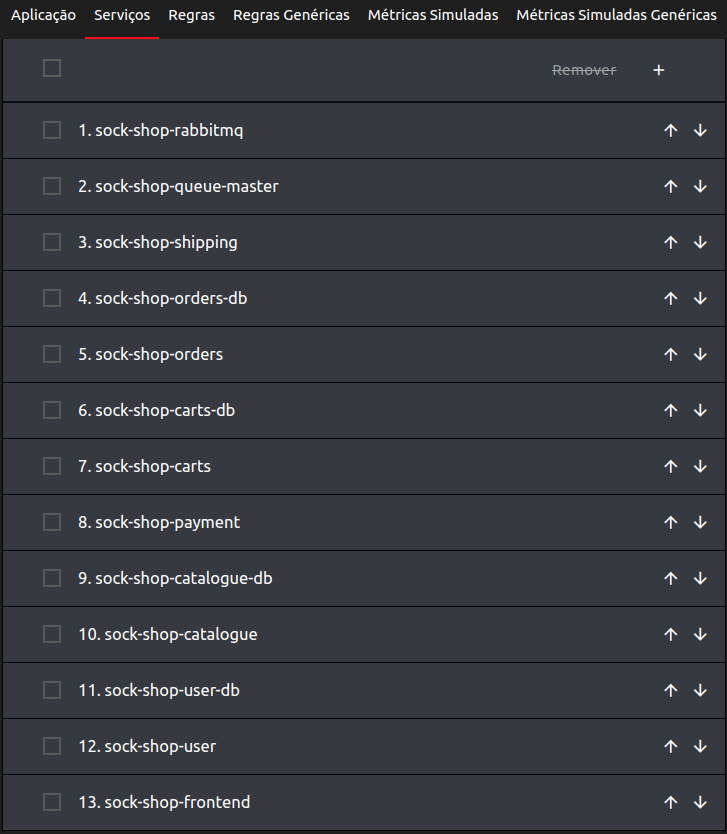 Aplicação Serviços Regras Regras Genéricas Métricas Simuladas Métricas Simuladas Genéricas
Remover +
1. sock-shop-rabbitmq
2. sock-shop-queue-master
3. sock-shop-shipping
4. sock-shop-orders-db
5. sock-shop-orders
6. sock-shop-carts-db
7. sock-shop-carts
8. sock-shop-payment
9. sock-shop-catalogue-db
10. sock-shop-catalogue
11. sock-shop-user-db
12. sock-shop-user
13. sock-shop-frontend